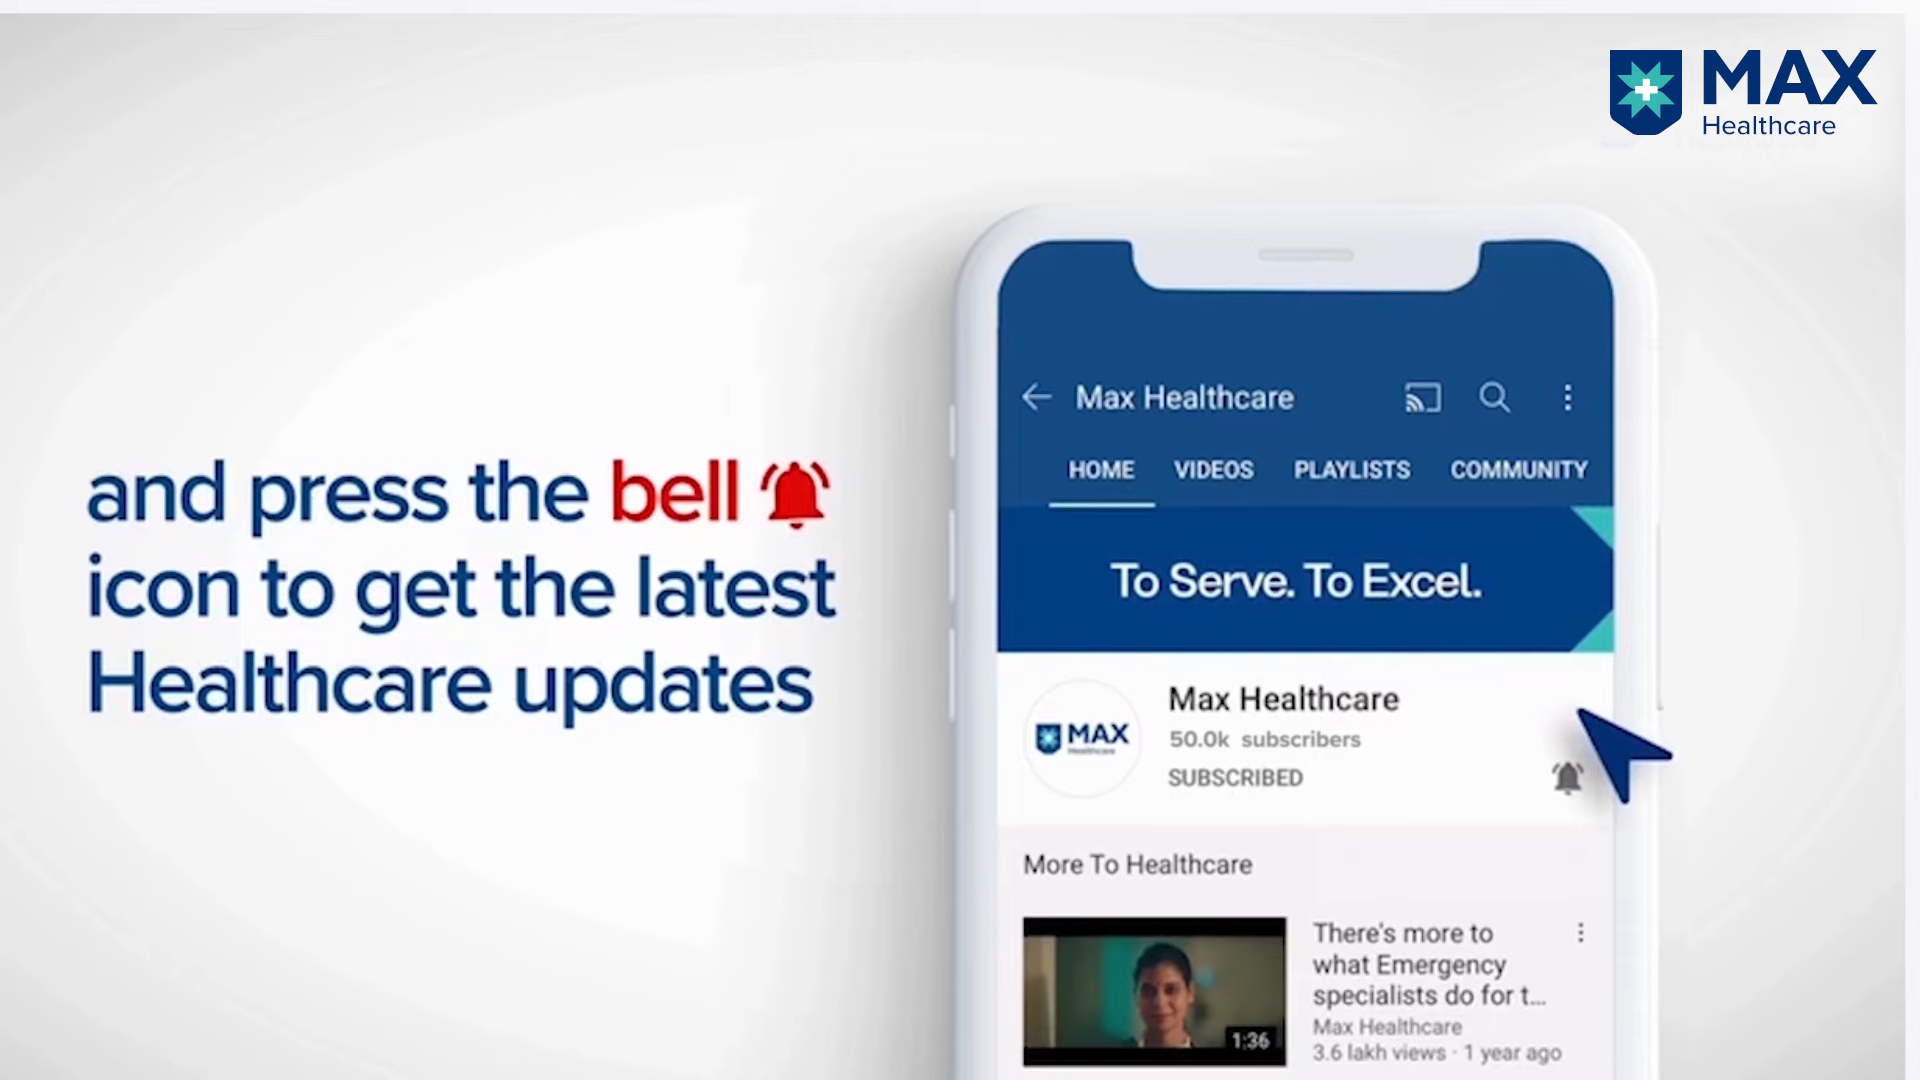 MAX
Healthcare
and press the bell
icon to get the latest
Healthcare updates
Max Healthcare
HOME VIDEOS PLAYLISTS COMMUNITY
To Serve. To Excel.
MAX
Healthcare
Max Healthcare
50.0k subscribers
SUBSCRIBED
More To Healthcare
1:36
There's more to
what Emergency
specialists do for t...
Max Healthcare
3.6 lakh views · 1 year ago